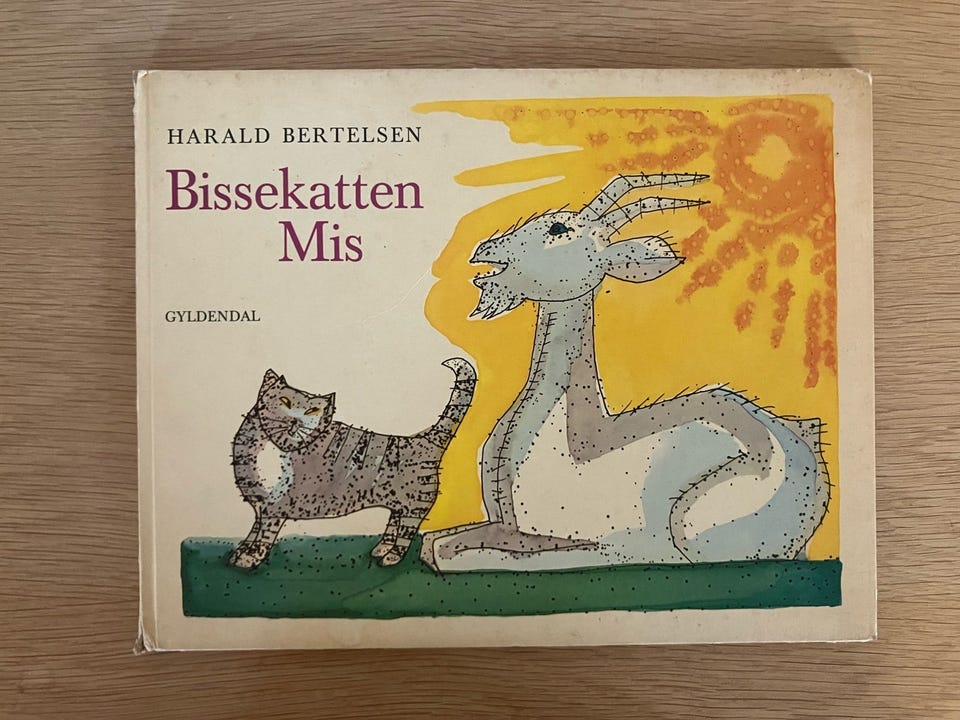 HARALD BERTELSEN
Bissekatten
Mis
GYLDENDAL